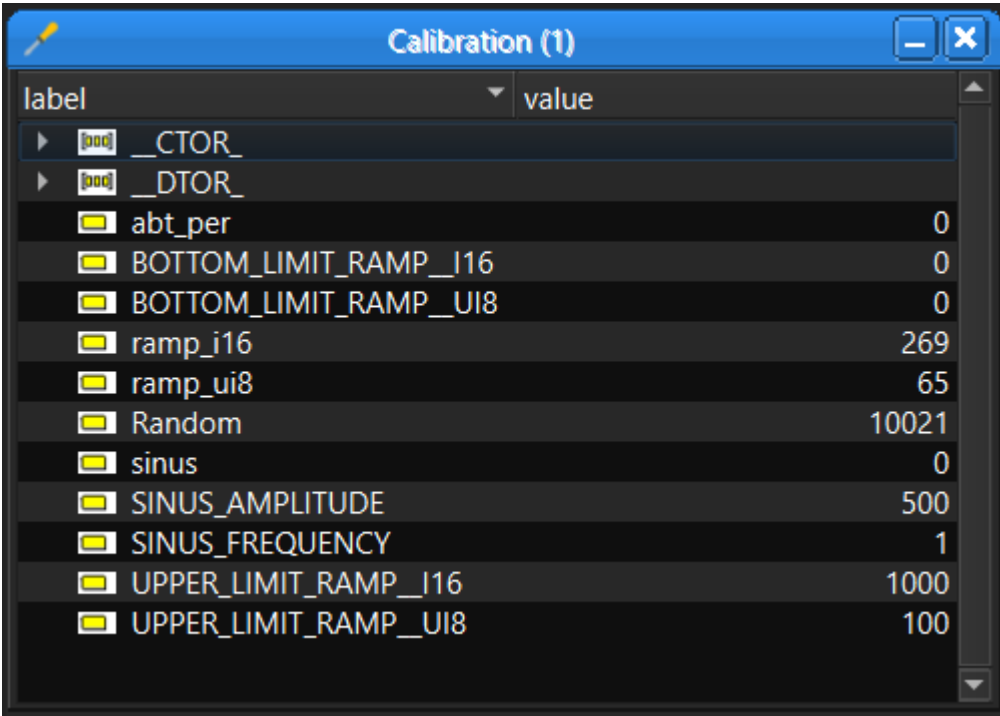 Calibration (1)
label value
__CTOR_
__DTOR_
abt_per 0
BOTTOM_LIMIT_RAMP__I16 0
BOTTOM_LIMIT_RAMP__UI8 0
ramp_i16 269
ramp_ui8 65
Random 10021
sinus 0
SINUS_AMPLITUDE 500
SINUS_FREQUENCY 1
UPPER_LIMIT_RAMP__I16 1000
UPPER_LIMIT_RAMP__UI8 100